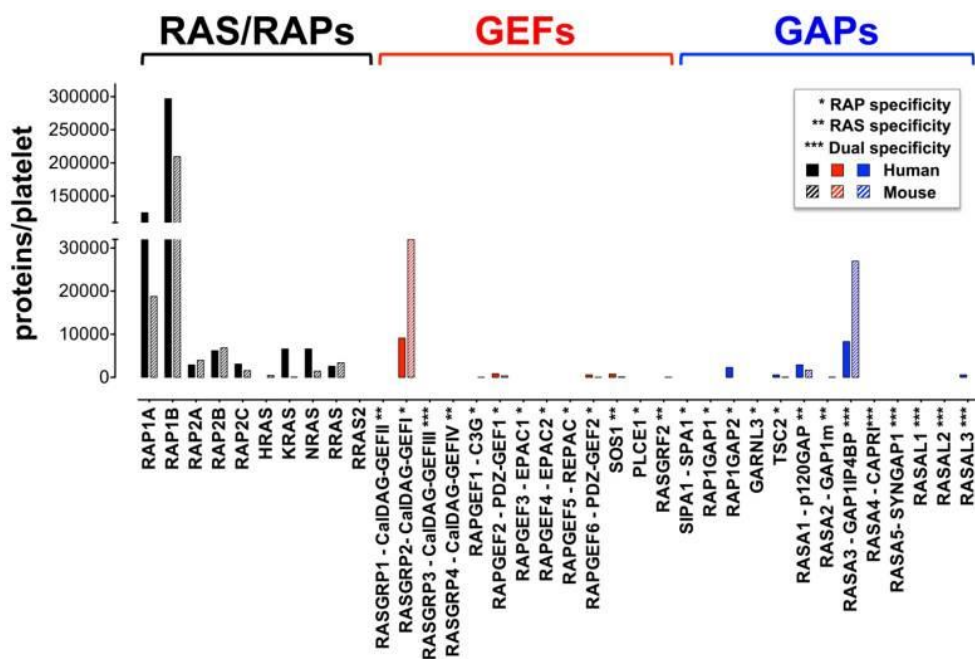 RAS/RAPs GEFs GAPs
proteins/platelet
300000
250000
200000
150000
30000
20000
10000
0
* RAP specificity
** RAS specificity
*** Dual specificity
Human
Mouse
RAP1A
RAP1B
RAP2A
RAP2B
RAP2C
HRAS
KRAS
NRAS
RRAS
RRAS2
RASGRP1 - CalDAG-GEFII **
RASGRP2- CalDAG-GEFI *
RASGRP3 - CalDAG-GEFIII ***
RASGRP4 - CalDAG-GEFIV **
RAPGEF1 - C3G *
RAPGEF2 - PDZ-GEF1 *
RAPGEF3 - EPAC1 *
RAPGEF4 - EPAC2 *
RAPGEF5 - REPAC *
RAPGEF6 - PDZ-GEF2 *
SOS1 **
PLCE1 *
RASGRF2 **
SIPA1 - SPA1 *
RAP1GAP1 *
RAP1GAP2 *
GARNL3 *
TSC2 *
RASA1 - p120GAP **
RASA2 - GAP1m **
RASA3 - GAP1IP4BP ***
RASA4 - CAPRI***
RASA5- SYNGAP1 ***
RASAL1 ***
RASAL2 ***
RASAL3 ***